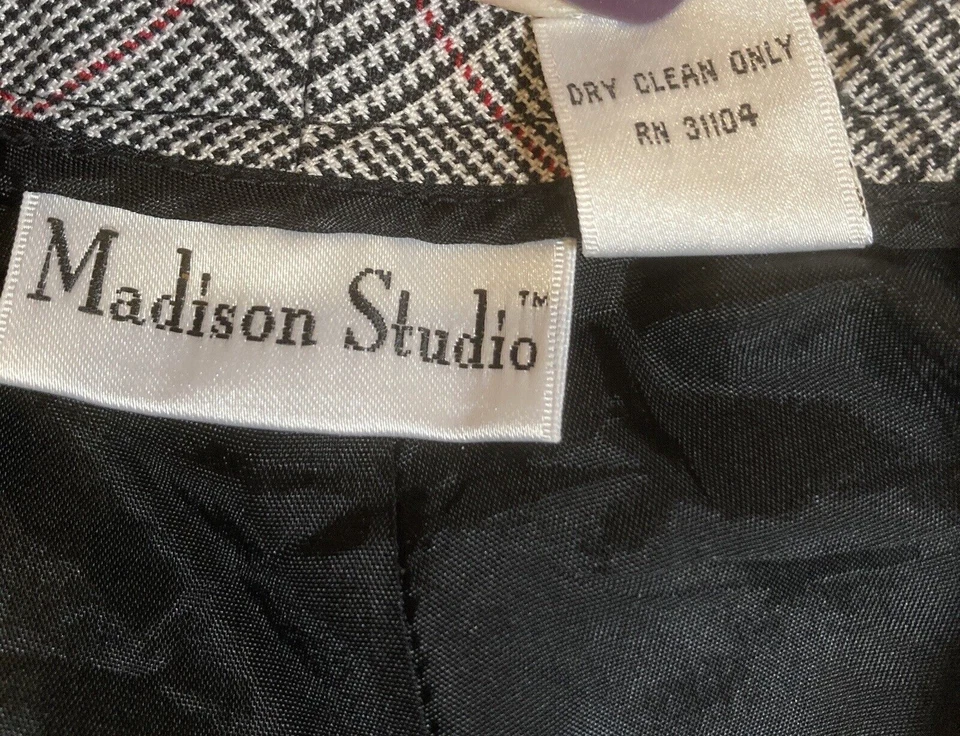 DRY CLEAN ONLY
RN 31104
Madison Studio™